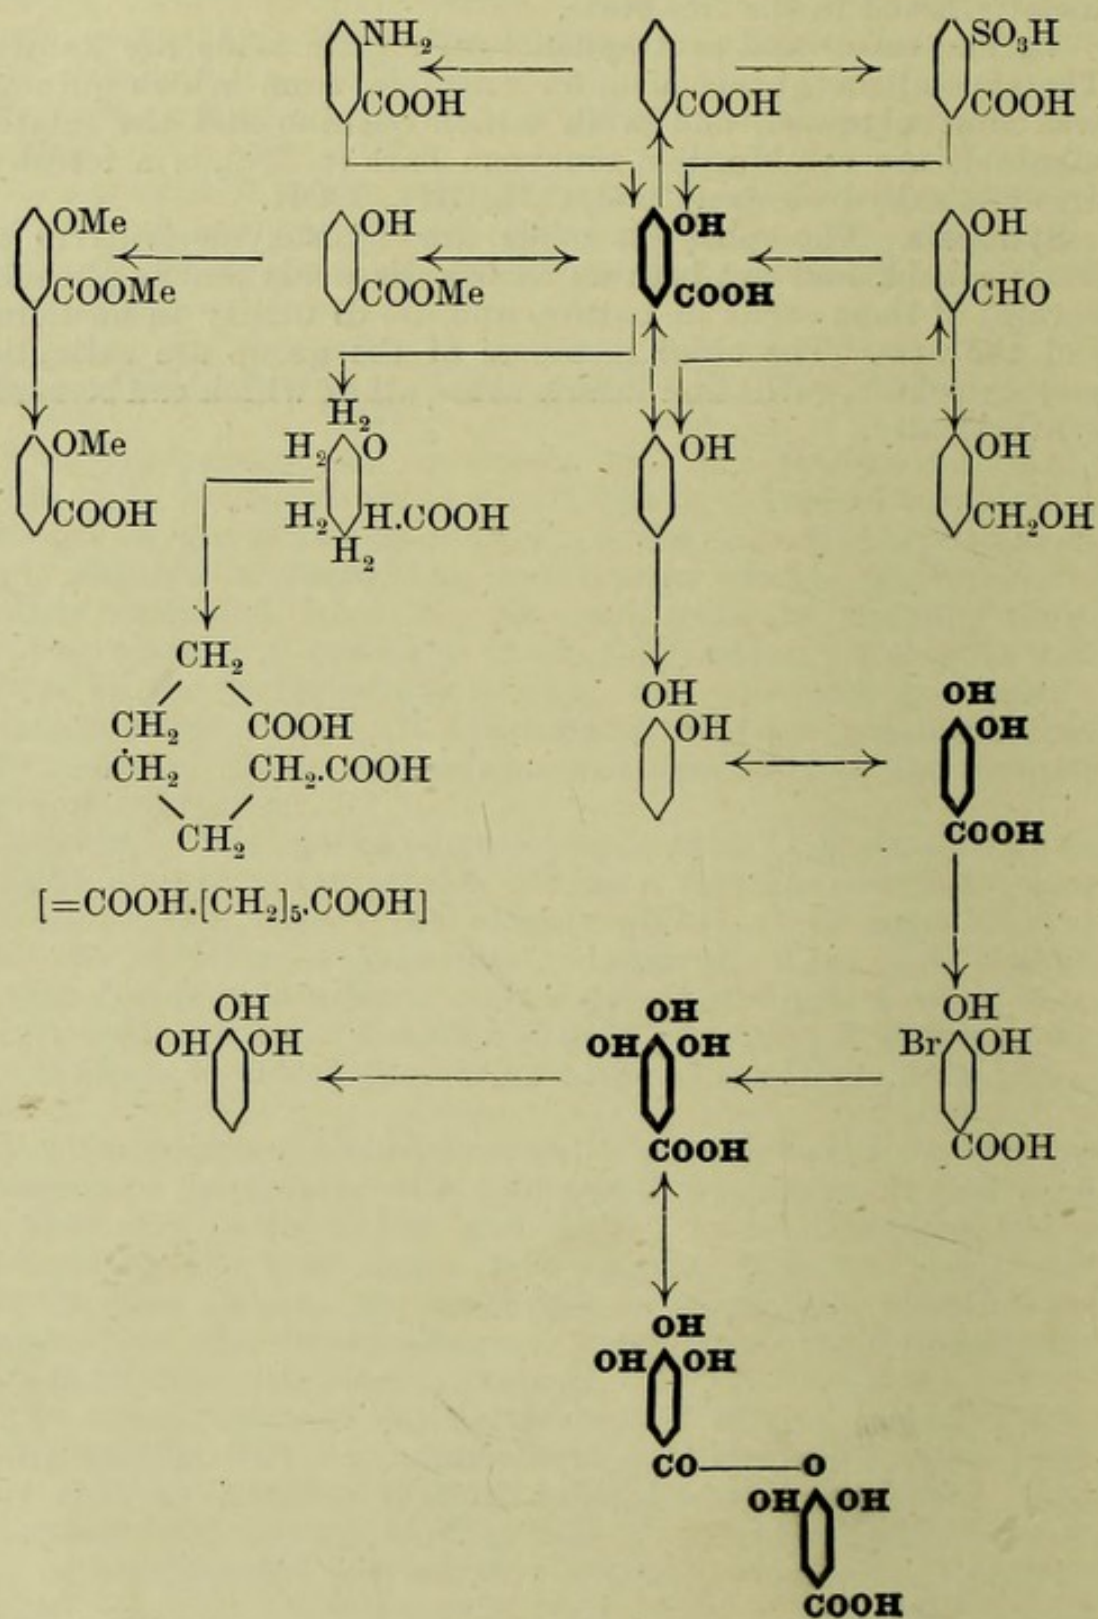 NH₂ SO₃H
COOH COOH COOH
OMe OH OH OH
COOMe COOMe COOH CHO
H₂
OMe H₂ O OH OH
COOH H₂ H.COOH CH₂OH
H₂
CH₂
OH OH
CH₂ COOH OH OH
CH₂ CH₂.COOH
CH₂ COOH
[=COOH.[CH₂]₅.COOH]
OH OH OH
OH OH OH OH Br OH
COOH COOH
OH
OH OH
CO O
OH OH
COOH